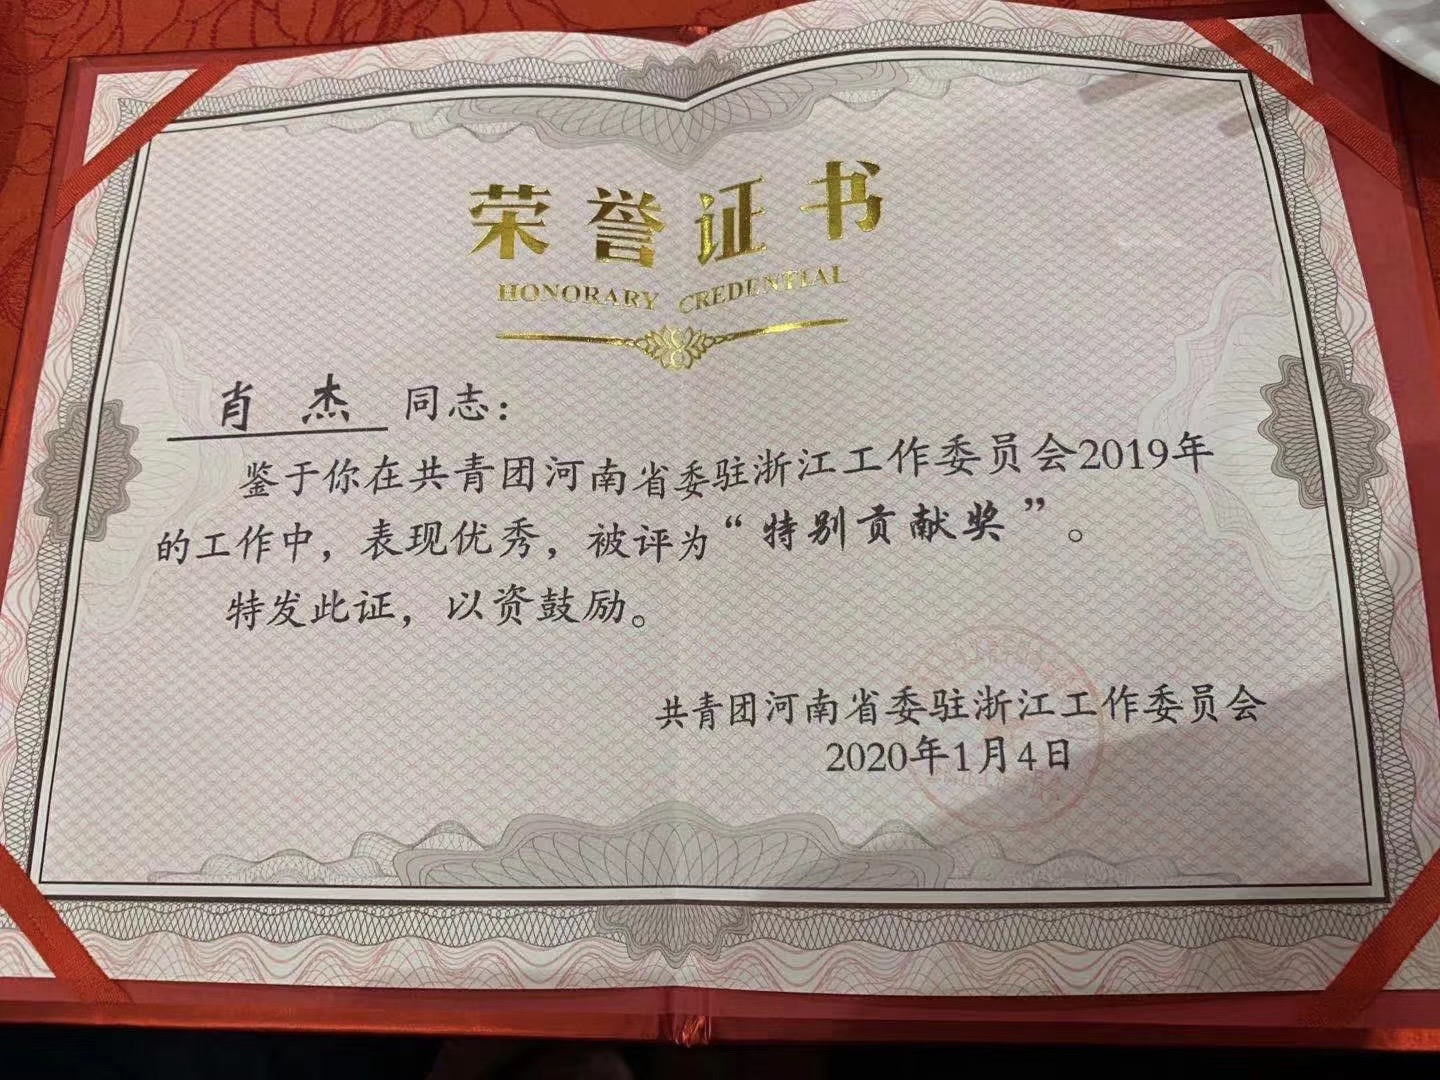 荣誉证书
HONORARY CREDENTIAL
肖杰 同志：
鉴于你在共青团河南省委驻浙江工作委员会2019年
的工作中，表现优秀，被评为“特别贡献奖”。
特发此证，以资鼓励。
共青团河南省委驻浙江工作委员会
2020年1月4日